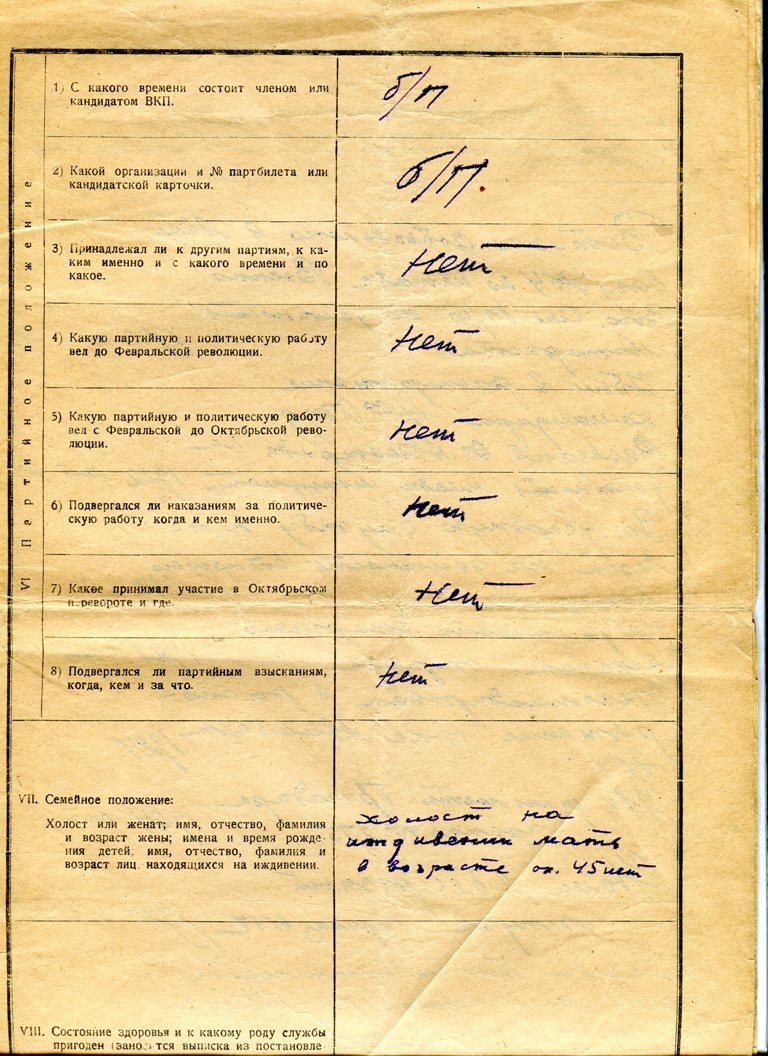 VI Партийное положение
1) С какого времени состоит членом или
кандидатом ВКП.
б/п
2) Какой организации и № партбилета или
кандидатской карточки.
б/п.
3) Принадлежал ли к другим партиям, к ка-
ким именно и с какого времени и по
какое.
Нет
4) Какую партийную и политическую работу
вел до Февральской революции.
Нет
5) Какую партийную и политическую работу
вел с Февральской до Октябрьской рево-
люции.
Нет
6) Подвергался ли наказаниям за политиче-
скую работу, когда и кем именно.
Нет
7) Какое принимал участие в Октябрьском
перевороте и где.
Нет
8) Подвергался ли партийным взысканиям,
когда, кем и за что.
Нет
VII. Семейное положение:
Холост или женат; имя, отчество, фамилия
и возраст жены; имена и время рожде-
ния детей; имя, отчество, фамилия и
возраст лиц, находящихся на иждивении.
холост на
иждивении мать
в возрасте ок. 45 лет
VIII. Состояние здоровья и к какому роду службы
пригоден (заносится выписка из постановле-